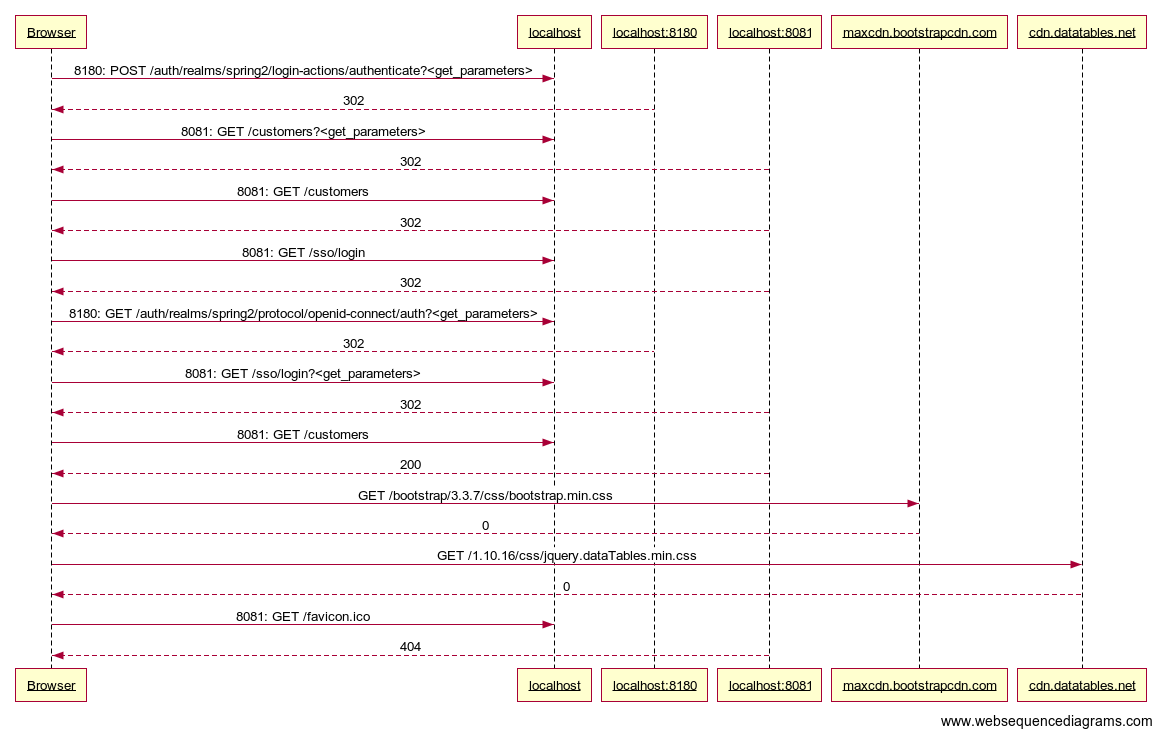 Browser
localhost
localhost:8180
localhost:8081
maxcdn.bootstrapcdn.com
cdn.datatables.net
8180: POST /auth/realms/spring2/login-actions/authenticate?<get_parameters>
302
8081: GET /customers?<get_parameters>
302
8081: GET /customers
302
8081: GET /sso/login
302
8180: GET /auth/realms/spring2/protocol/openid-connect/auth?<get_parameters>
302
8081: GET /sso/login?<get_parameters>
302
8081: GET /customers
200
GET /bootstrap/3.3.7/css/bootstrap.min.css
0
GET /1.10.16/css/jquery.dataTables.min.css
0
8081: GET /favicon.ico
404
Browser
localhost
localhost:8180
localhost:8081
maxcdn.bootstrapcdn.com
cdn.datatables.net
www.websequencediagrams.com